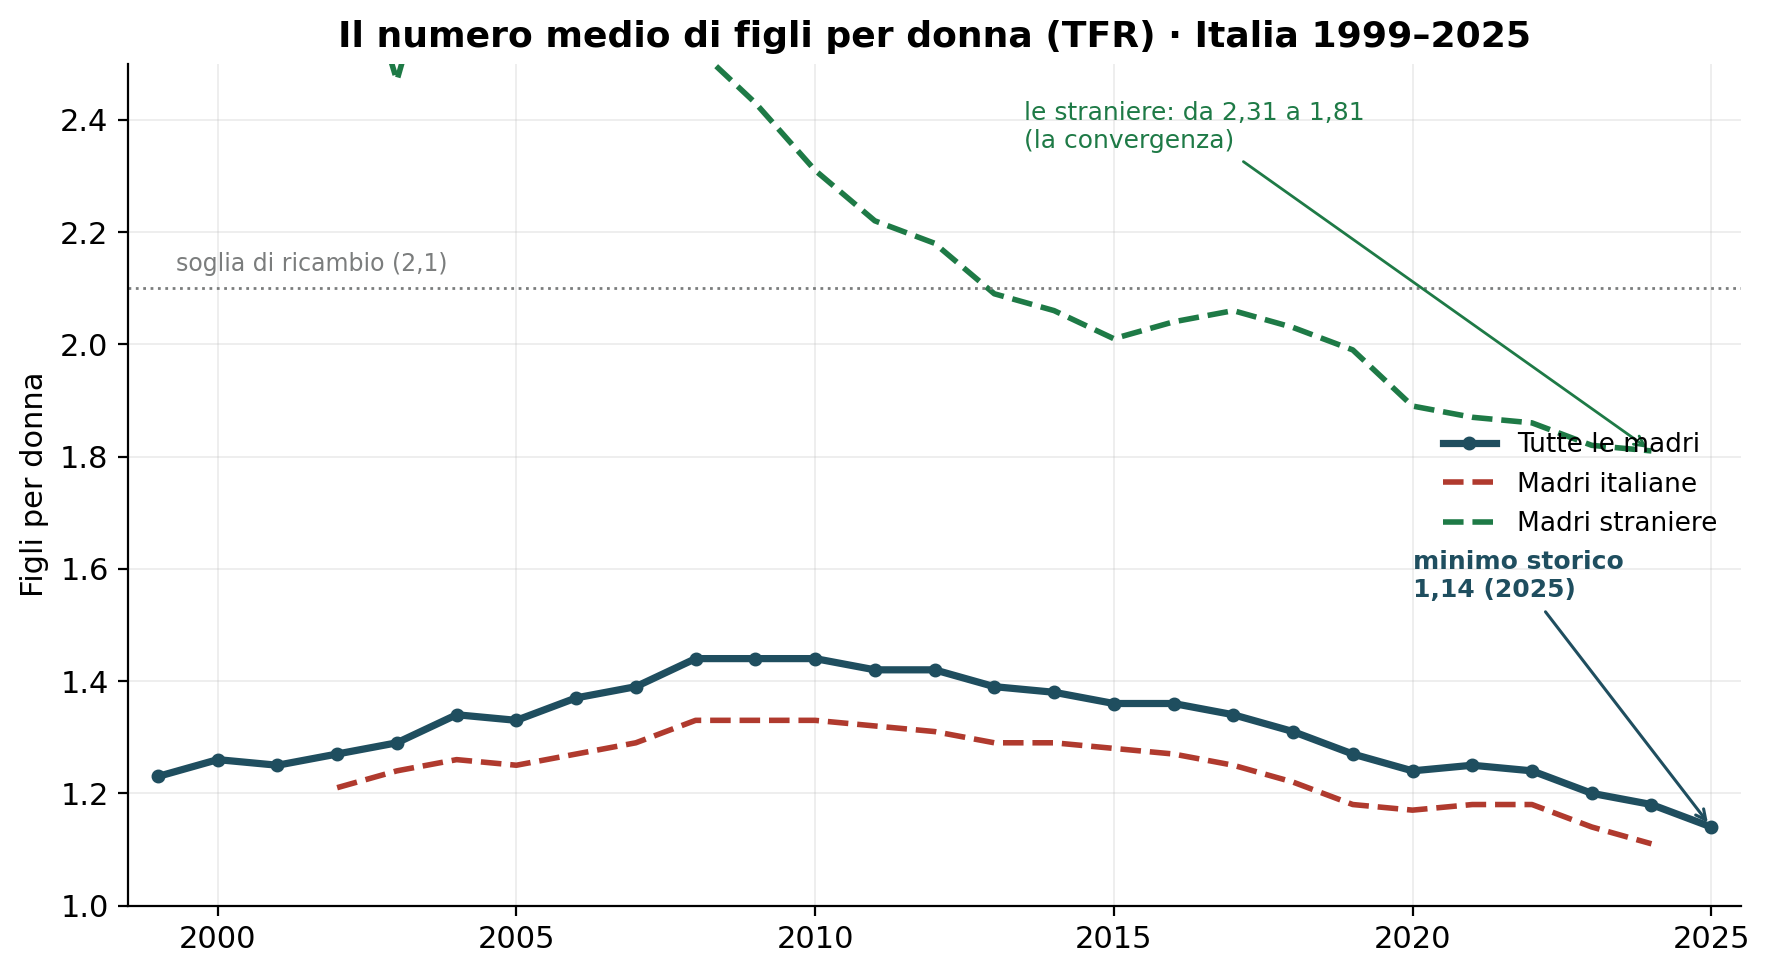 Il numero medio di figli per donna (TFR) · Italia 1999–2025
Figli per donna
2.4
2.2
2.0
1.8
1.6
1.4
1.2
1.0
le straniere: da 2,31 a 1,81
(la convergenza)
soglia di ricambio (2,1)
Tutte le madri
Madri italiane
Madri straniere
minimo storico
1,14 (2025)
2000
2005
2010
2015
2020
2025